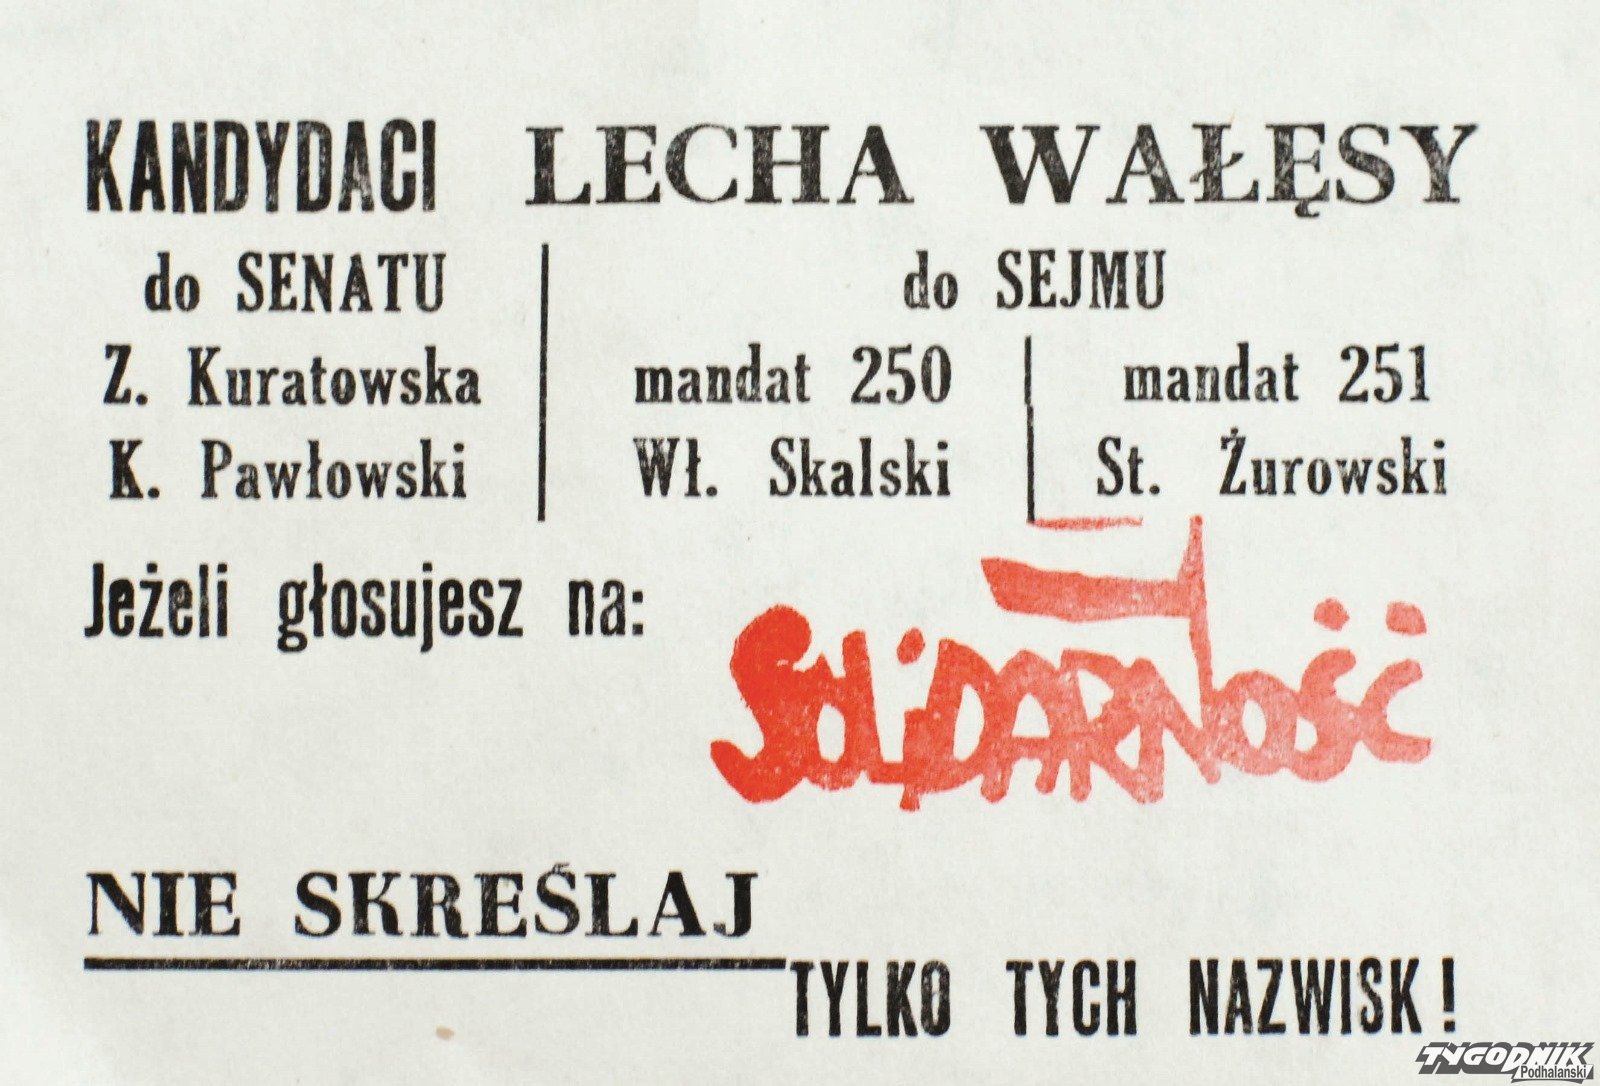 KANDYDACI LECHA WAŁĘSY
do SENATU
do SEJMU
Z. Kuratowska
mandat 250
mandat 251
K. Pawłowski
Wł. Skalski
St. Żurowski
Jeżeli głosujesz na:
SOLIDARNOŚĆ
NIE SKREŚLAJ
TYLKO TYCH NAZWISK!
TYGODNIK
Podhalański